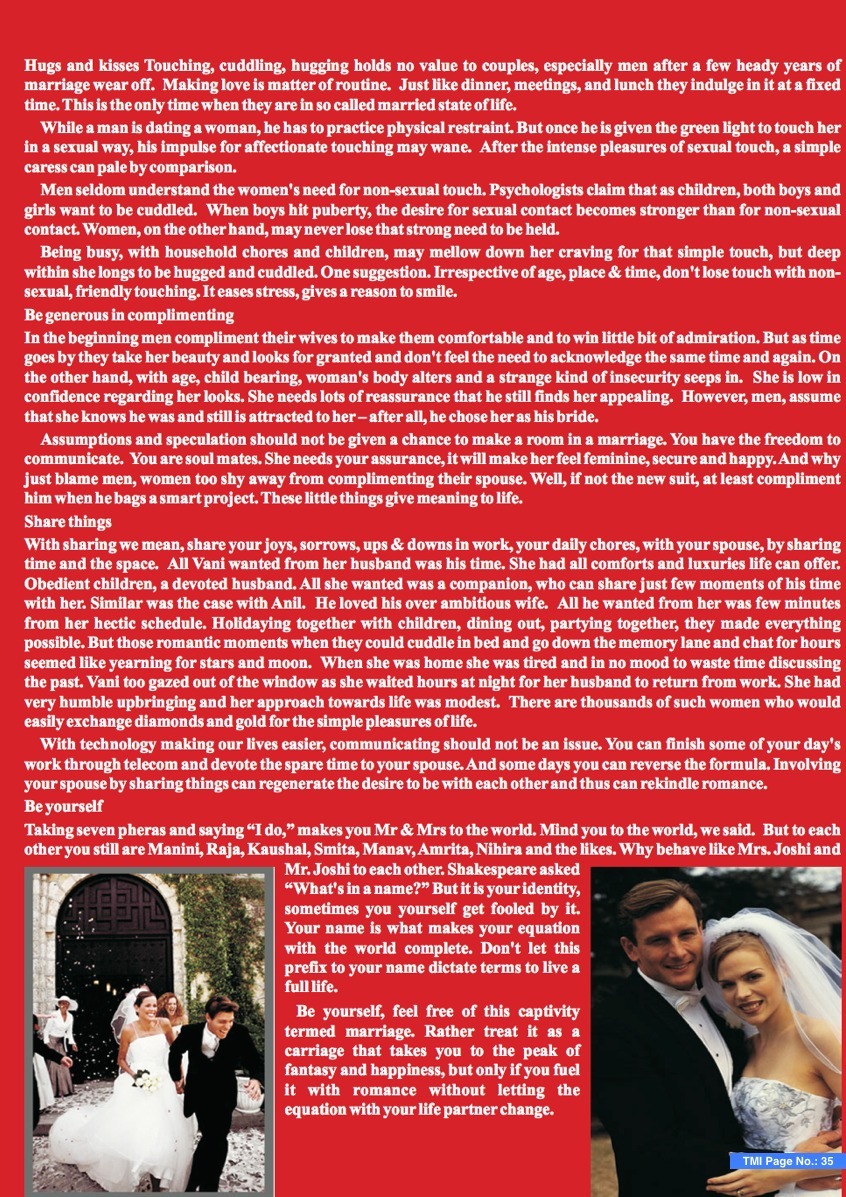 Hugs and kisses Touching, cuddling, hugging holds no value to couples, especially men after a few heady years of
marriage wear off. Making love is matter of routine. Just like dinner, meetings, and lunch they indulge in it at a fixed
time. This is the only time when they are in so called married state of life.
While a man is dating a woman, he has to practice physical restraint. But once he is given the green light to touch her
in a sexual way, his impulse for affectionate touching may wane. After the intense pleasures of sexual touch, a simple
caress can pale by comparison.
Men seldom understand the women's need for non-sexual touch. Psychologists claim that as children, both boys and
girls want to be cuddled. When boys hit puberty, the desire for sexual contact becomes stronger than for non-sexual
contact. Women, on the other hand, may never lose that strong need to be held.
Being busy, with household chores and children, may mellow down her craving for that simple touch, but deep
within she longs to be hugged and cuddled. One suggestion. Irrespective of age, place & time, don't lose touch with non-
sexual, friendly touching. It eases stress, gives a reason to smile.
Be generous in complimenting
In the beginning men compliment their wives to make them comfortable and to win little bit of admiration. But as time
goes by they take her beauty and looks for granted and don't feel the need to acknowledge the same time and again. On
the other hand, with age, child bearing, woman's body alters and a strange kind of insecurity seeps in. She is low in
confidence regarding her looks. She needs lots of reassurance that he still finds her appealing. However, men, assume
that she knows he was and still is attracted to her – after all, he chose her as his bride.
Assumptions and speculation should not be given a chance to make a room in a marriage. You have the freedom to
communicate. You are soul mates. She needs your assurance, it will make her feel feminine, secure and happy. And why
just blame men, women too shy away from complimenting their spouse. Well, if not the new suit, at least compliment
him when he bags a smart project. These little things give meaning to life.
Share things
With sharing we mean, share your joys, sorrows, ups & downs in work, your daily chores, with your spouse, by sharing
time and the space. All Vani wanted from her husband was his time. She had all comforts and luxuries life can offer.
Obedient children, a devoted husband. All she wanted was a companion, who can share just few moments of his time
with her. Similar was the case with Anil. He loved his over ambitious wife. All he wanted from her was few minutes
from her hectic schedule. Holidaying together with children, dining out, partying together, they made everything
possible. But those romantic moments when they could cuddle in bed and go down the memory lane and chat for hours
seemed like yearning for stars and moon. When she was home she was tired and in no mood to waste time discussing
the past. Vani too gazed out of the window as she waited hours at night for her husband to return from work. She had
very humble upbringing and her approach towards life was modest. There are thousands of such women who would
easily exchange diamonds and gold for the simple pleasures of life.
With technology making our lives easier, communicating should not be an issue. You can finish some of your day's
work through telecom and devote the spare time to your spouse. And some days you can reverse the formula. Involving
your spouse by sharing things can regenerate the desire to be with each other and thus can rekindle romance.
Be yourself
Taking seven pheras and saying “I do,” makes you Mr & Mrs to the world. Mind you to the world, we said. But to each
other you still are Manini, Raja, Kaushal, Smita, Manav, Amrita, Nihira and the likes. Why behave like Mrs. Joshi and
Mr. Joshi to each other. Shakespeare asked
“What's in a name?” But it is your identity,
sometimes you yourself get fooled by it.
Your name is what makes your equation
with the world complete. Don't let this
prefix to your name dictate terms to live a
full life.
Be yourself, feel free of this captivity
termed marriage. Rather treat it as a
carriage that takes you to the peak of
fantasy and happiness, but only if you fuel
it with romance without letting the
equation with your life partner change.
TMI Page No.: 35